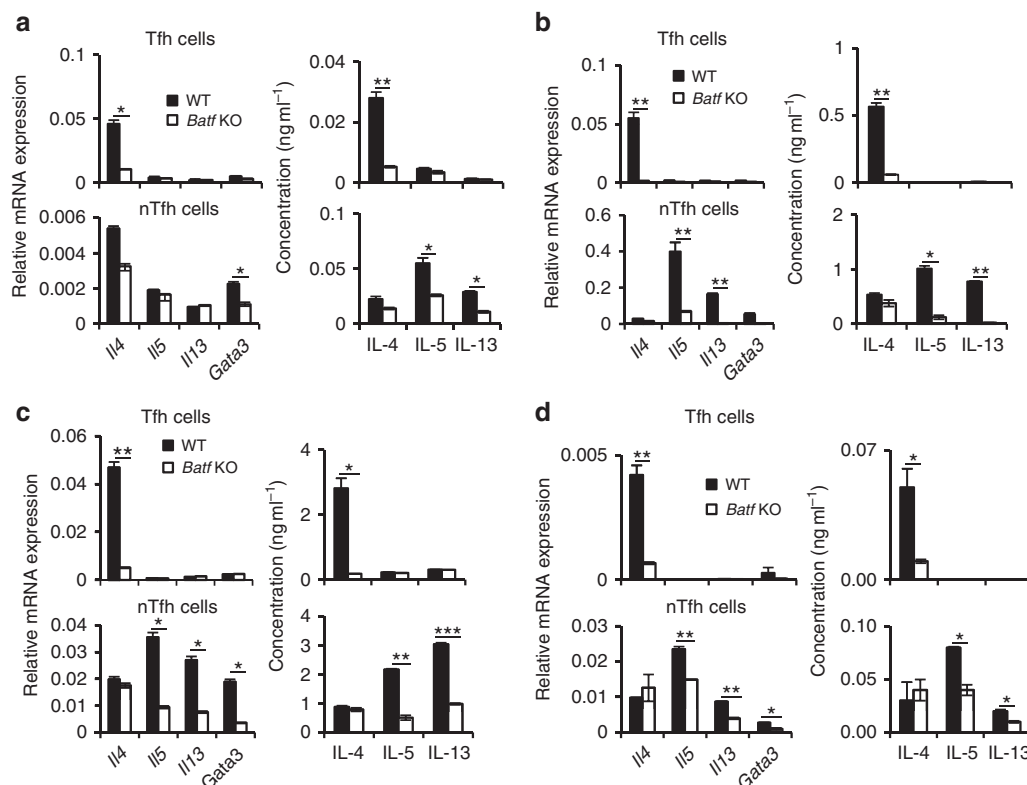 a
Tfh cells
Relative mRNA expression
0.1
0.05
0
WT
Batf KO
*
nTfh cells
0.006
0.004
0.002
0
*
Il4
Il5
Il13
Gata3
Concentration (ng ml−1)
0.04
0.02
0
**
0.1
0.05
0
*
*
IL-4
IL-5
IL-13
b
Tfh cells
Relative mRNA expression
0.1
0.05
0
WT
Batf KO
**
nTfh cells
0.6
0.4
0.2
0
**
**
Il4
Il5
Il13
Gata3
Concentration (ng ml−1)
1
0.5
0
**
2
1
0
*
**
IL-4
IL-5
IL-13
c
Tfh cells
Relative mRNA expression
0.06
0.04
0.02
0
WT
Batf KO
**
nTfh cells
0.04
0.03
0.02
0.01
0
*
*
*
Il4
Il5
Il13
Gata3
Concentration (ng ml−1)
4
3
2
1
0
*
4
3
2
1
0
**
***
IL-4
IL-5
IL-13
d
Tfh cells
Relative mRNA expression
0.005
0
WT
Batf KO
**
nTfh cells
0.03
0.02
0.01
0
**
**
*
Il4
Il5
Il13
Gata3
Concentration (ng ml−1)
0.07
0.00
*
0.10
0.05
0.00
*
*
IL-4
IL-5
IL-13